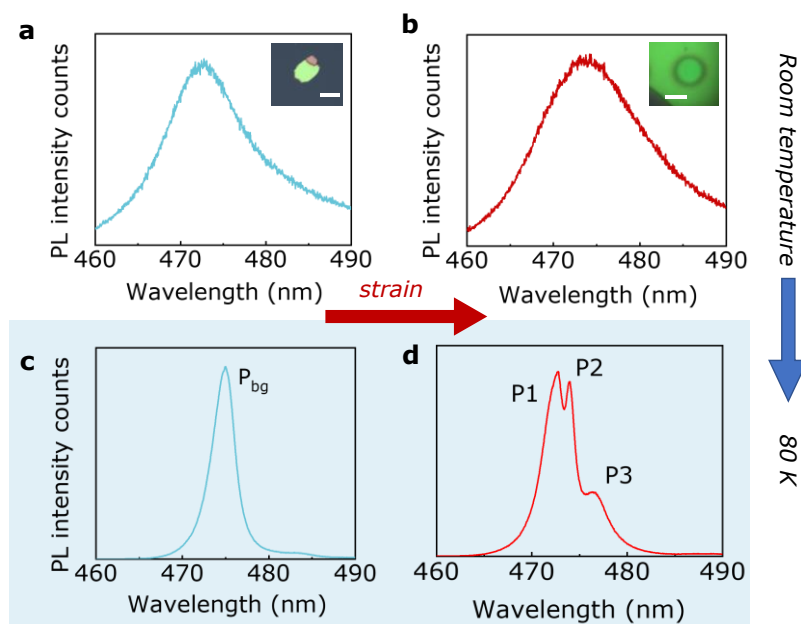 a
PL intensity counts
460 470 480 490
Wavelength (nm)
b
PL intensity counts
460 470 480 490
Wavelength (nm)
Room temperature
strain
c
PL intensity counts
Pbg
460 470 480 490
Wavelength (nm)
d
P1
P2
P3
460 470 480 490
Wavelength (nm)
80 K